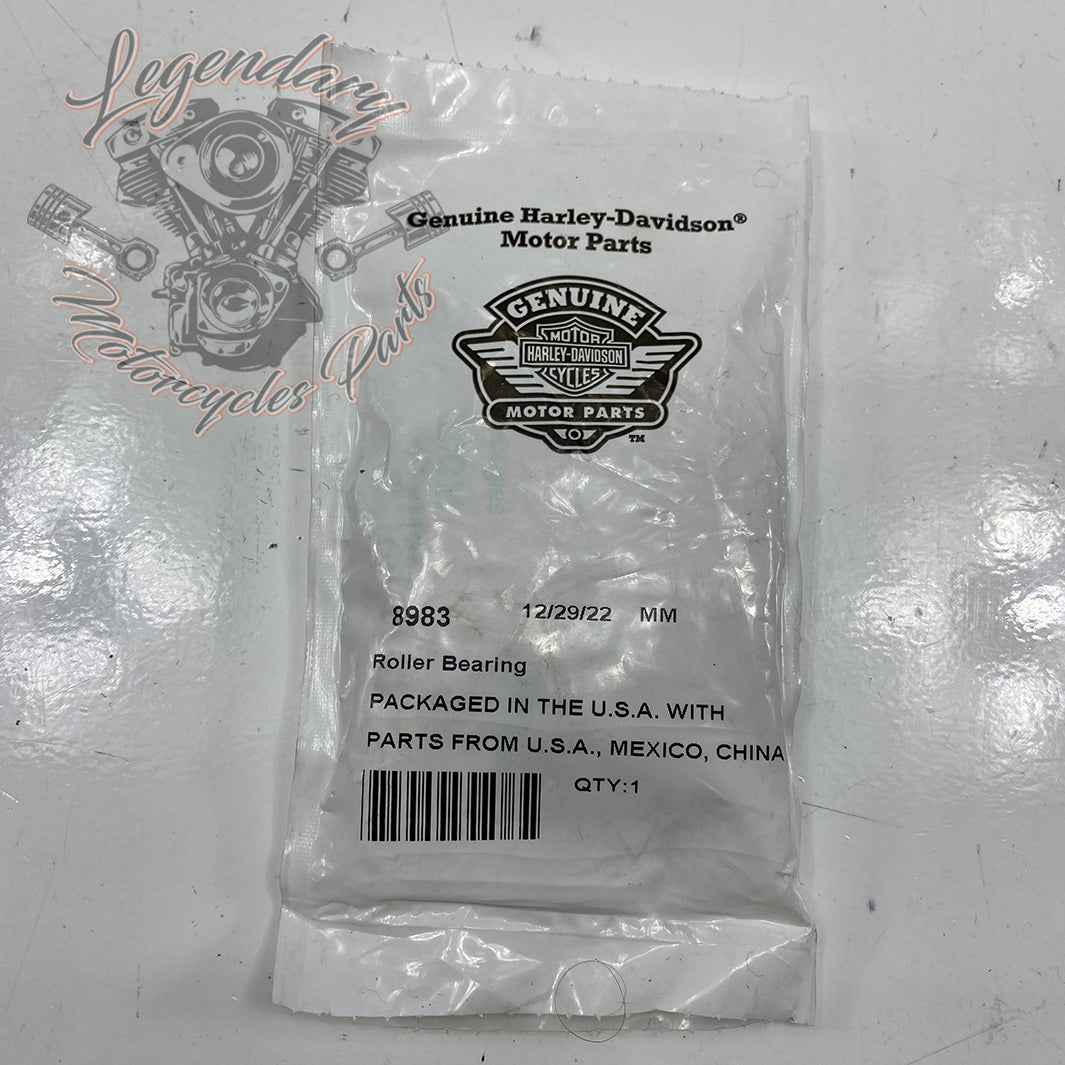 Legendary
Motorcycles Parts
Genuine Harley-Davidson®
Motor Parts
GENUINE
MOTOR
HARLEY-DAVIDSON
CYCLES
MOTOR PARTS
TM
8983 12/29/22 MM
Roller Bearing
PACKAGED IN THE U.S.A. WITH
PARTS FROM U.S.A., MEXICO, CHINA
QTY:1